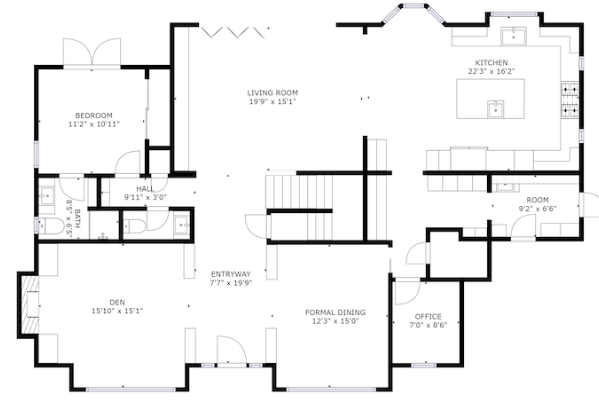 KITCHEN
22'3" x 16'2"
LIVING ROOM
19'9" x 15'1"
BEDROOM
11'2" x 10'11"
HALL
9'11" x 3'0"
BATH
8'5" x 6'5"
ROOM
9'2" x 6'6"
ENTRYWAY
7'7" x 19'9"
DEN
15'10" x 15'1"
FORMAL DINING
12'3" x 15'0"
OFFICE
7'0" x 8'6"